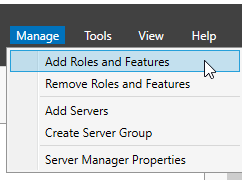 Manage Tools View Help
Add Roles and Features
Remove Roles and Features
Add Servers
Create Server Group
Server Manager Properties